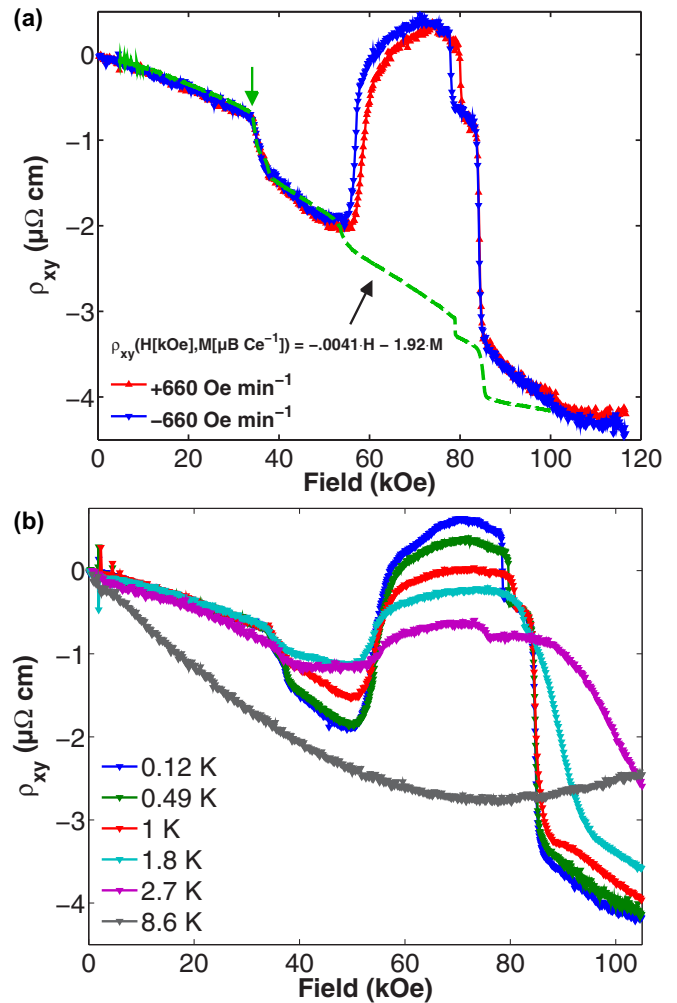 (a)
0
−1
−2
−3
−4
ρxy (μΩ cm)
ρxy(H[kOe],M[μB Ce⁻¹]) = −.0041·H − 1.92·M
+660 Oe min⁻¹
−660 Oe min⁻¹
0 20 40 60 80 100 120
Field (kOe)
(b)
0
−1
−2
−3
−4
ρxy (μΩ cm)
0.12 K
0.49 K
1 K
1.8 K
2.7 K
8.6 K
0 20 40 60 80 100
Field (kOe)